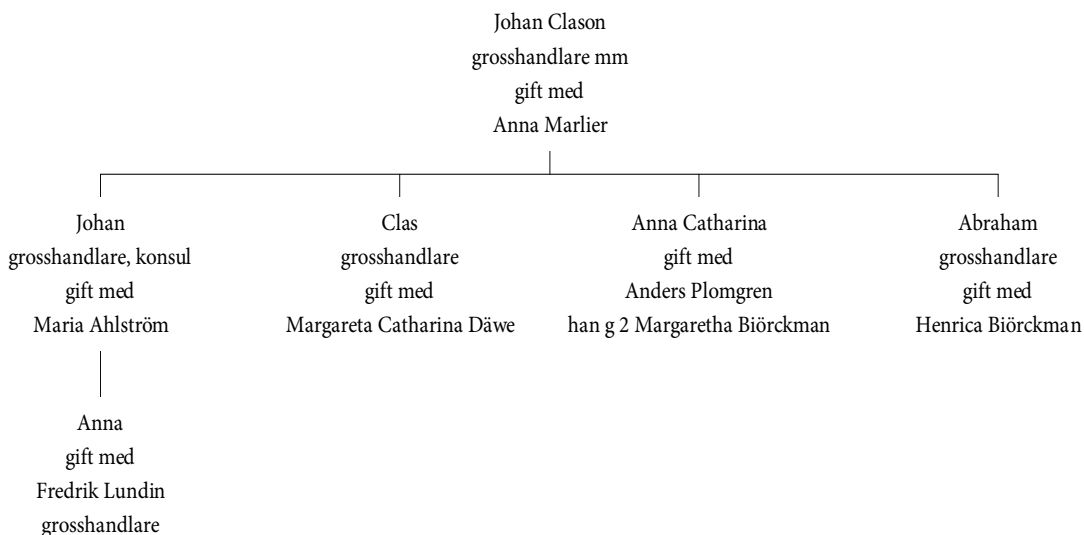 Johan Clason
grosshandlare mm
gift med
Anna Marlier
Johan
grosshandlare, konsul
gift med
Maria Ahlström
Clas
grosshandlare
gift med
Margareta Catharina Däwe
Anna Catharina
gift med
Anders Plomgren
han g 2 Margaretha Biörckman
Abraham
grosshandlare
gift med
Henrica Biörckman
Anna
gift med
Fredrik Lundin
grosshandlare